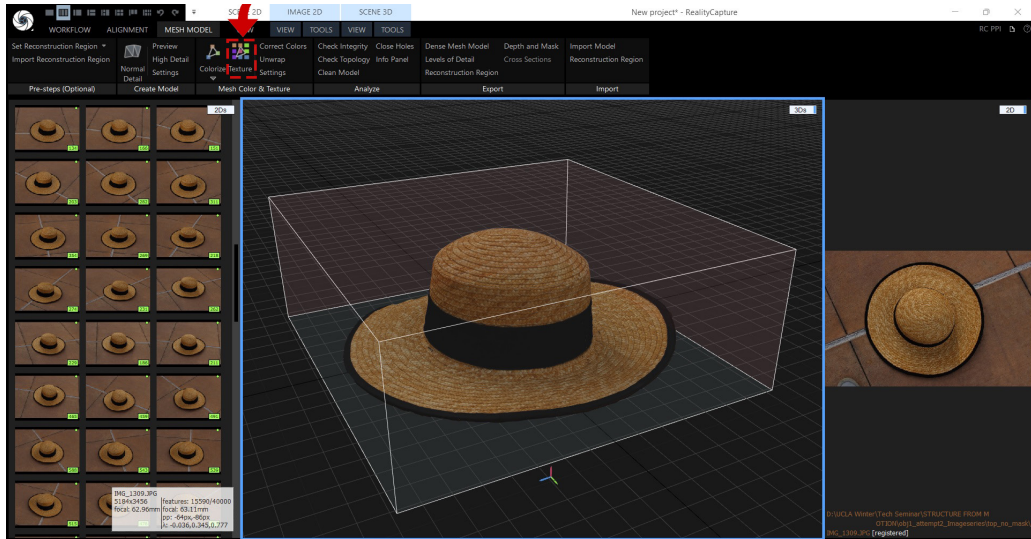 SCENE 2D IMAGE 2D SCENE 3D New project* - RealityCapture
WORKFLOW ALIGNMENT MESH MODEL VIEW TOOLS VIEW TOOLS RC PPI
Set Reconstruction Region
Import Reconstruction Region
Pre-steps (Optional)
Normal Detail
Preview
High Detail
Settings
Create Model
Colorize Texture
Correct Colors
Unwrap
Settings
Mesh Color & Texture
Check Integrity Close Holes
Check Topology Info Panel
Clean Model
Analyze
Dense Mesh Model Depth and Mask
Levels of Detail Cross Sections
Reconstruction Region
Export
Import Model
Reconstruction Region
Import
2Ds
3Ds
2D
IMG_1309.JPG
5184x3456 features: 15590/40000
focal: 62.96mm focal: 63.11mm
pp: -64px,-86px
D:\UCLA Winter\Tech Seminar\STRUCTURE FROM M
OTION\obj1_attempt2_Imageseries\top_no_mask\
IMG_1309.JPG [registered]